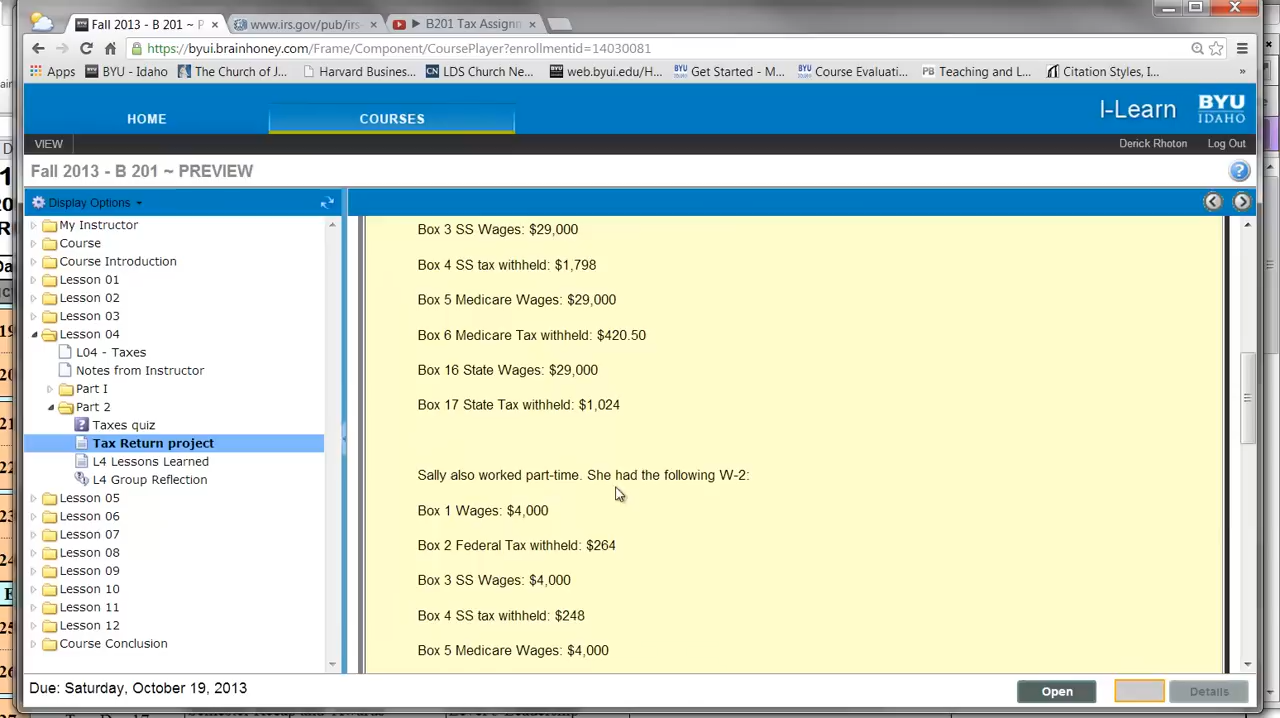 Fall 2013 - B 201 ~ P
www.irs.gov/pub/irs-
B201 Tax Assignm
https://byui.brainhoney.com/Frame/Component/CoursePlayer?enrollmentid=14030081
Apps
BYU - Idaho
The Church of J...
Harvard Business...
LDS Church Ne...
web.byui.edu/H...
Get Started - M...
Course Evaluati...
Teaching and L...
Citation Styles, I...
»
HOME
COURSES
I-Learn
BYU
IDAHO
VIEW
Derick Rhoton
Log Out
Fall 2013 - B 201 ~ PREVIEW
Display Options
My Instructor
Course
Course Introduction
Lesson 01
Lesson 02
Lesson 03
Lesson 04
L04 - Taxes
Notes from Instructor
Part I
Part 2
Taxes quiz
Tax Return project
L4 Lessons Learned
L4 Group Reflection
Lesson 05
Lesson 06
Lesson 07
Lesson 08
Lesson 09
Lesson 10
Lesson 11
Lesson 12
Course Conclusion
Box 3 SS Wages: $29,000
Box 4 SS tax withheld: $1,798
Box 5 Medicare Wages: $29,000
Box 6 Medicare Tax withheld: $420.50
Box 16 State Wages: $29,000
Box 17 State Tax withheld: $1,024
Sally also worked part-time. She had the following W-2:
Box 1 Wages: $4,000
Box 2 Federal Tax withheld: $264
Box 3 SS Wages: $4,000
Box 4 SS tax withheld: $248
Box 5 Medicare Wages: $4,000
Due: Saturday, October 19, 2013
Open
Details